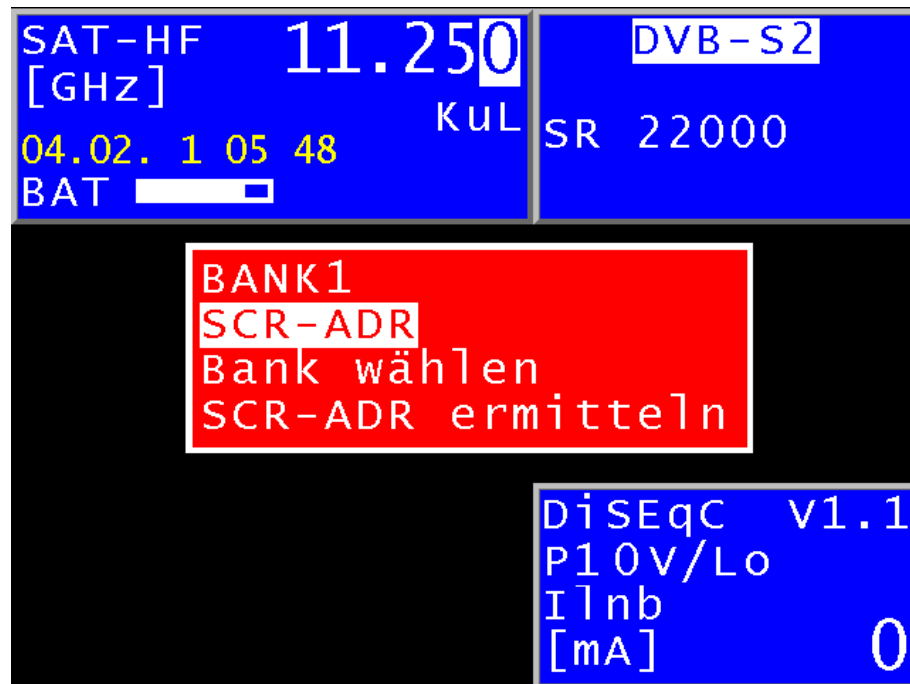 SAT-HF 11.250
[GHz]
KuL
04.02. 1 05 48
BAT
DVB-S2
SR 22000
BANK1
SCR-ADR
Bank wählen
SCR-ADR ermitteln
DiSEqC V1.1
P10V/Lo
Ilnb
[mA] 0